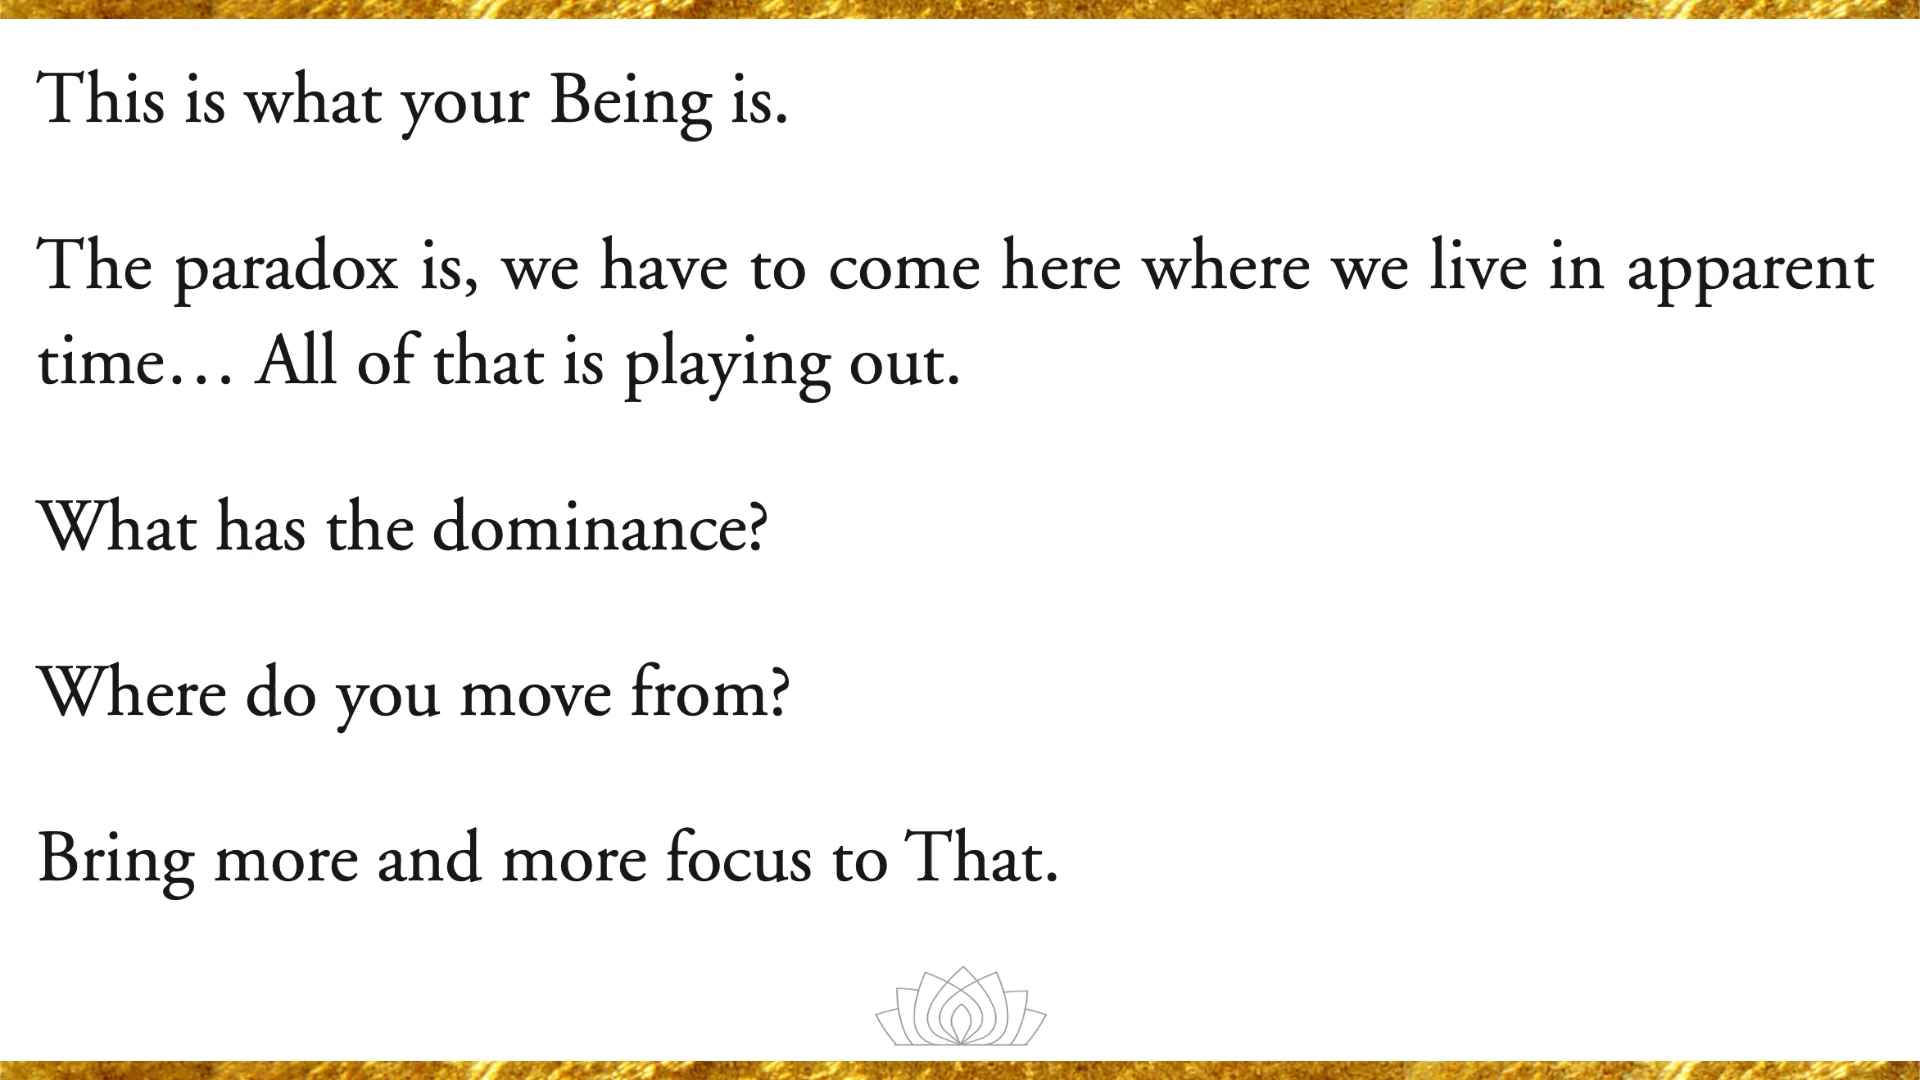 This is what your Being is.
The paradox is, we have to come here where we live in apparent
time… All of that is playing out.
What has the dominance?
Where do you move from?
Bring more and more focus to That.